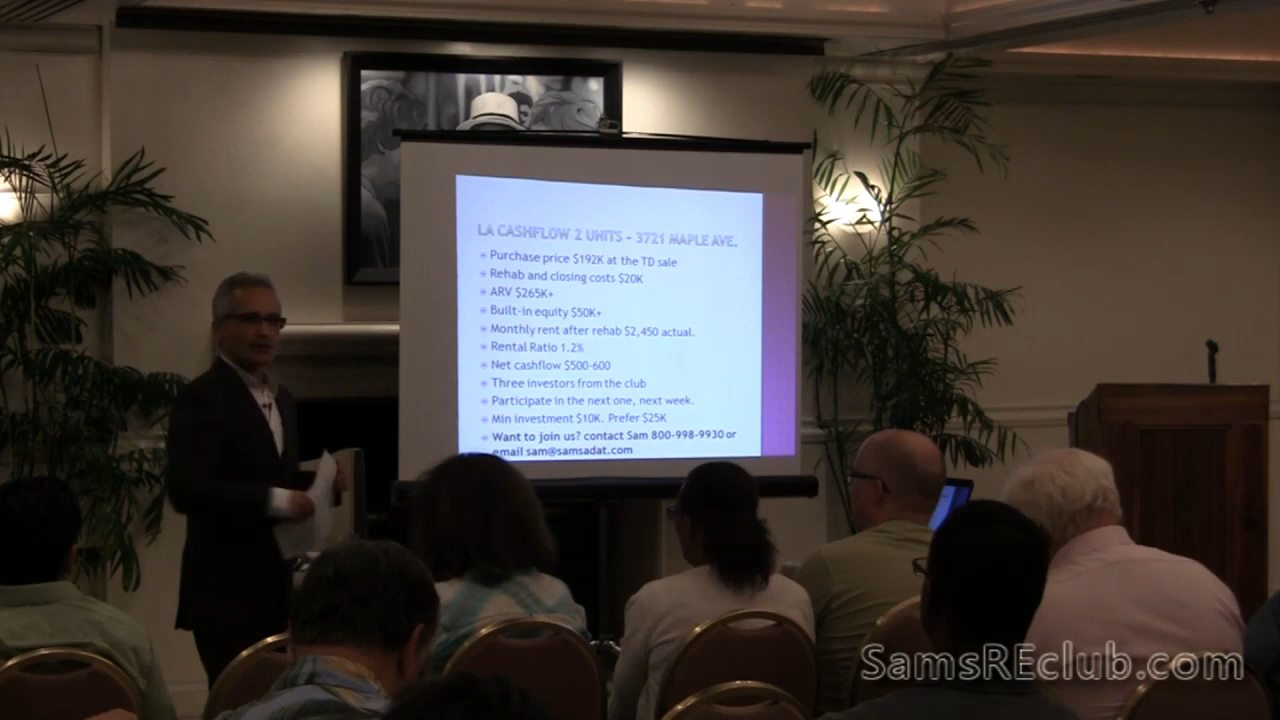 LA CASHFLOW 2 UNITS - 3721 MAPLE AVE.
Purchase price $192K at the TD sale
Rehab and closing costs $20K
ARV $265K+
Built-in equity $50K+
Monthly rent after rehab $2,450 actual.
Rental Ratio 1.2%
Net cashflow $500-600
Three investors from the club
Participate in the next one, next week.
Min investment $10K. Prefer $25K
Want to join us? contact Sam 800-998-9930 or
email sam@samsadat.com
SamsREclub.com